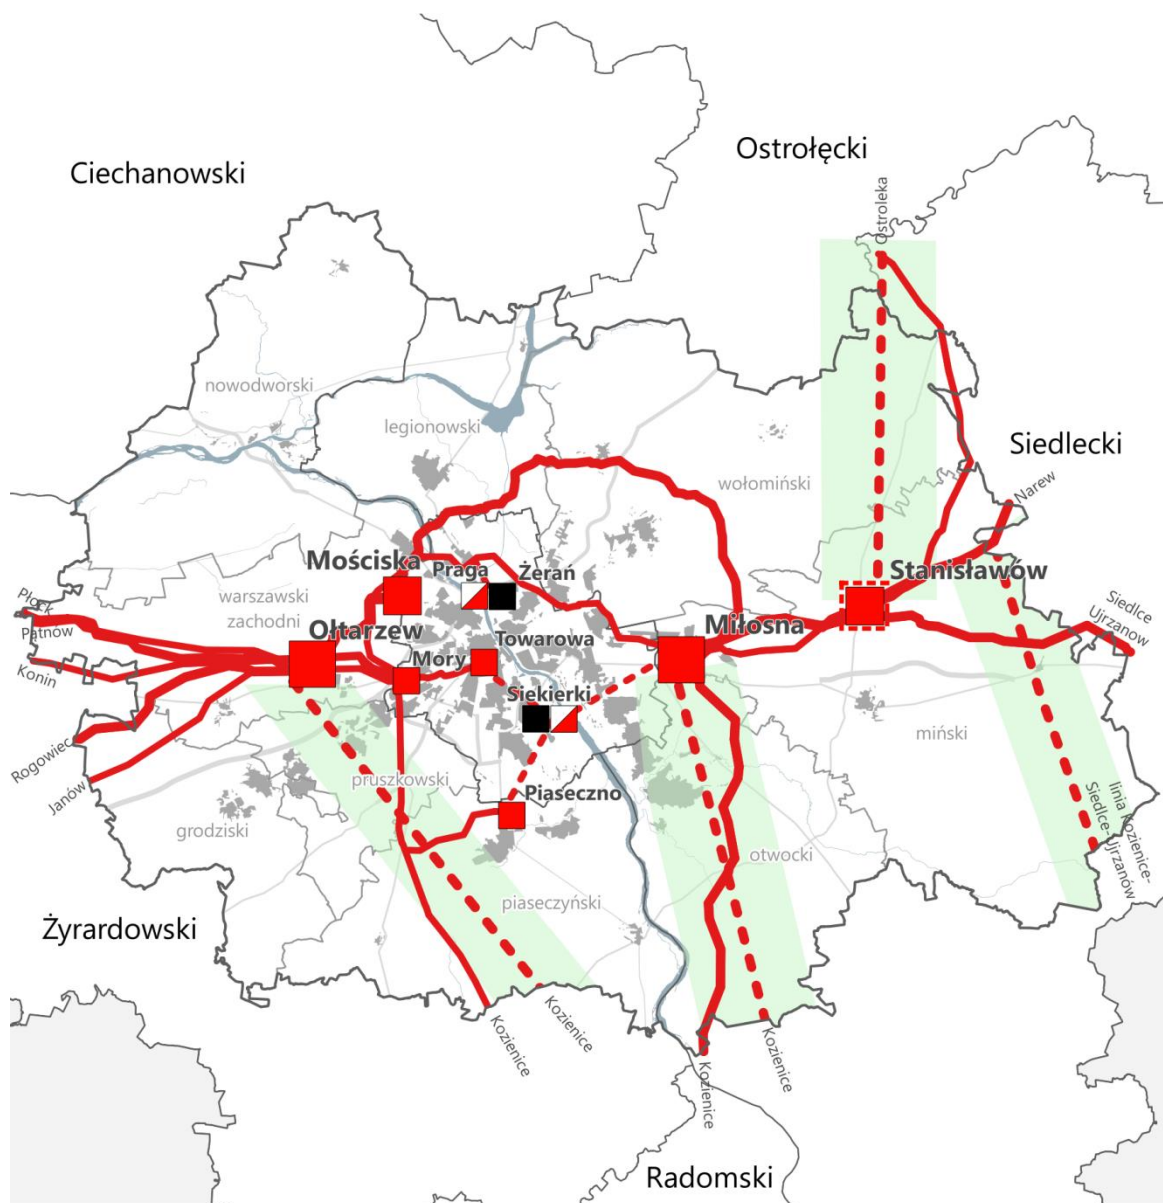 Ostrołęcki
Ciechanowski
Ostrołeka
nowodworski
legionowski
Siedlecki
wołomiński
Narew
Mościska
Praga
Żerań
Stanisławów
warszawski
zachodni
Płock
Pątnów
Ołtarzew
Towarowa
Miłosna
Siedlce
Ujrzanow
Mory
Konin
Siekierki
miński
Rogowiec
Janów
pruszkowski
Piaseczno
grodziski
linia Kozienice-
Siedlce Ujrzanów
otwocki
piaseczyński
Żyrardowski
Kozienice
Kozienice
Kozienice
Kozienice
Radomski